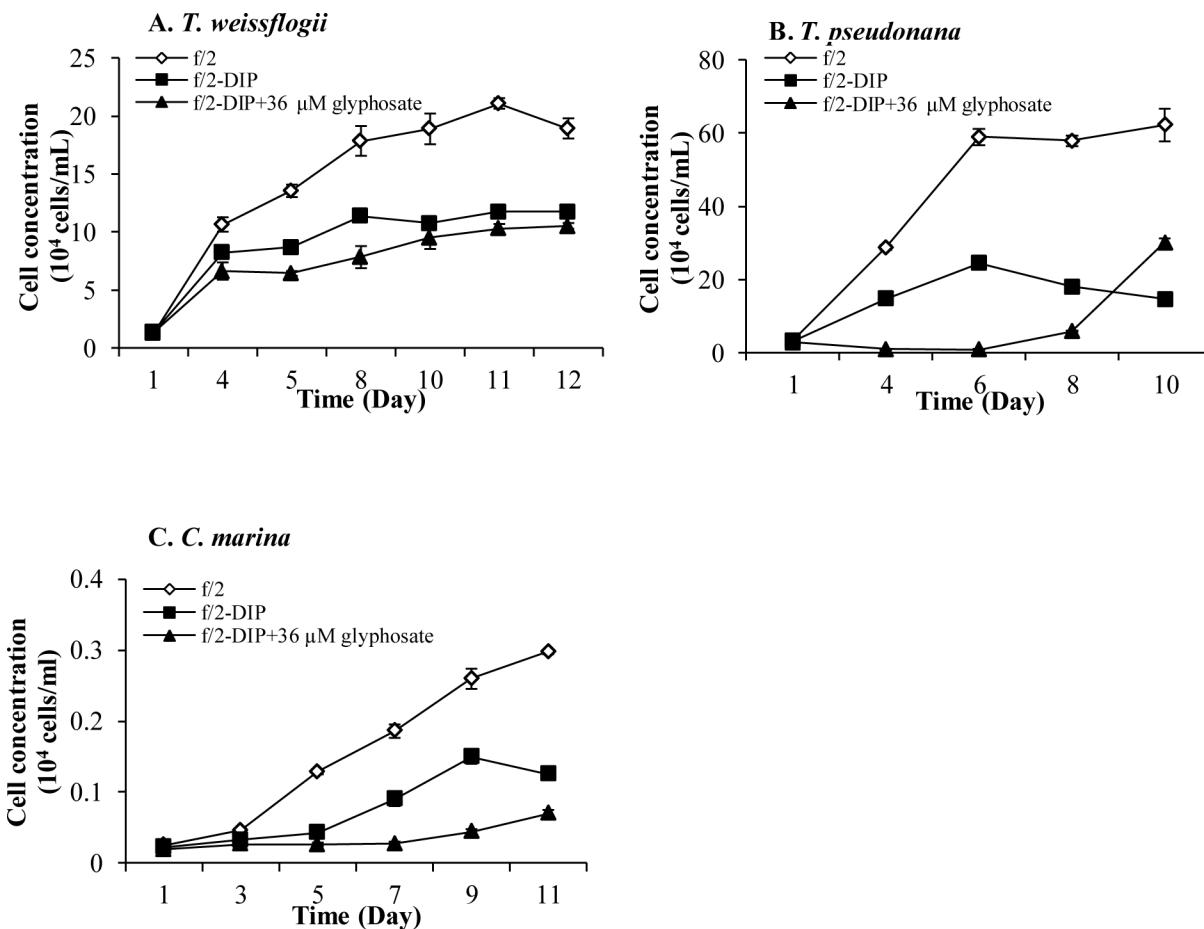 A. T. weissflogii
f/2
f/2-DIP
f/2-DIP+36 μM glyphosate
Cell concentration
(10⁴ cells/mL)
25
20
15
10
5
0
1 4 5 8 10 11 12
Time (Day)
B. T. pseudonana
f/2
f/2-DIP
f/2-DIP+36 μM glyphosate
Cell concentration
(10⁴ cells/mL)
80
60
40
20
0
1 4 6 8 10
Time (Day)
C. C. marina
f/2
f/2-DIP
f/2-DIP+36 μM glyphosate
Cell concentration
(10⁴ cells/ml)
0.4
0.3
0.2
0.1
0
1 3 5 7 9 11
Time (Day)